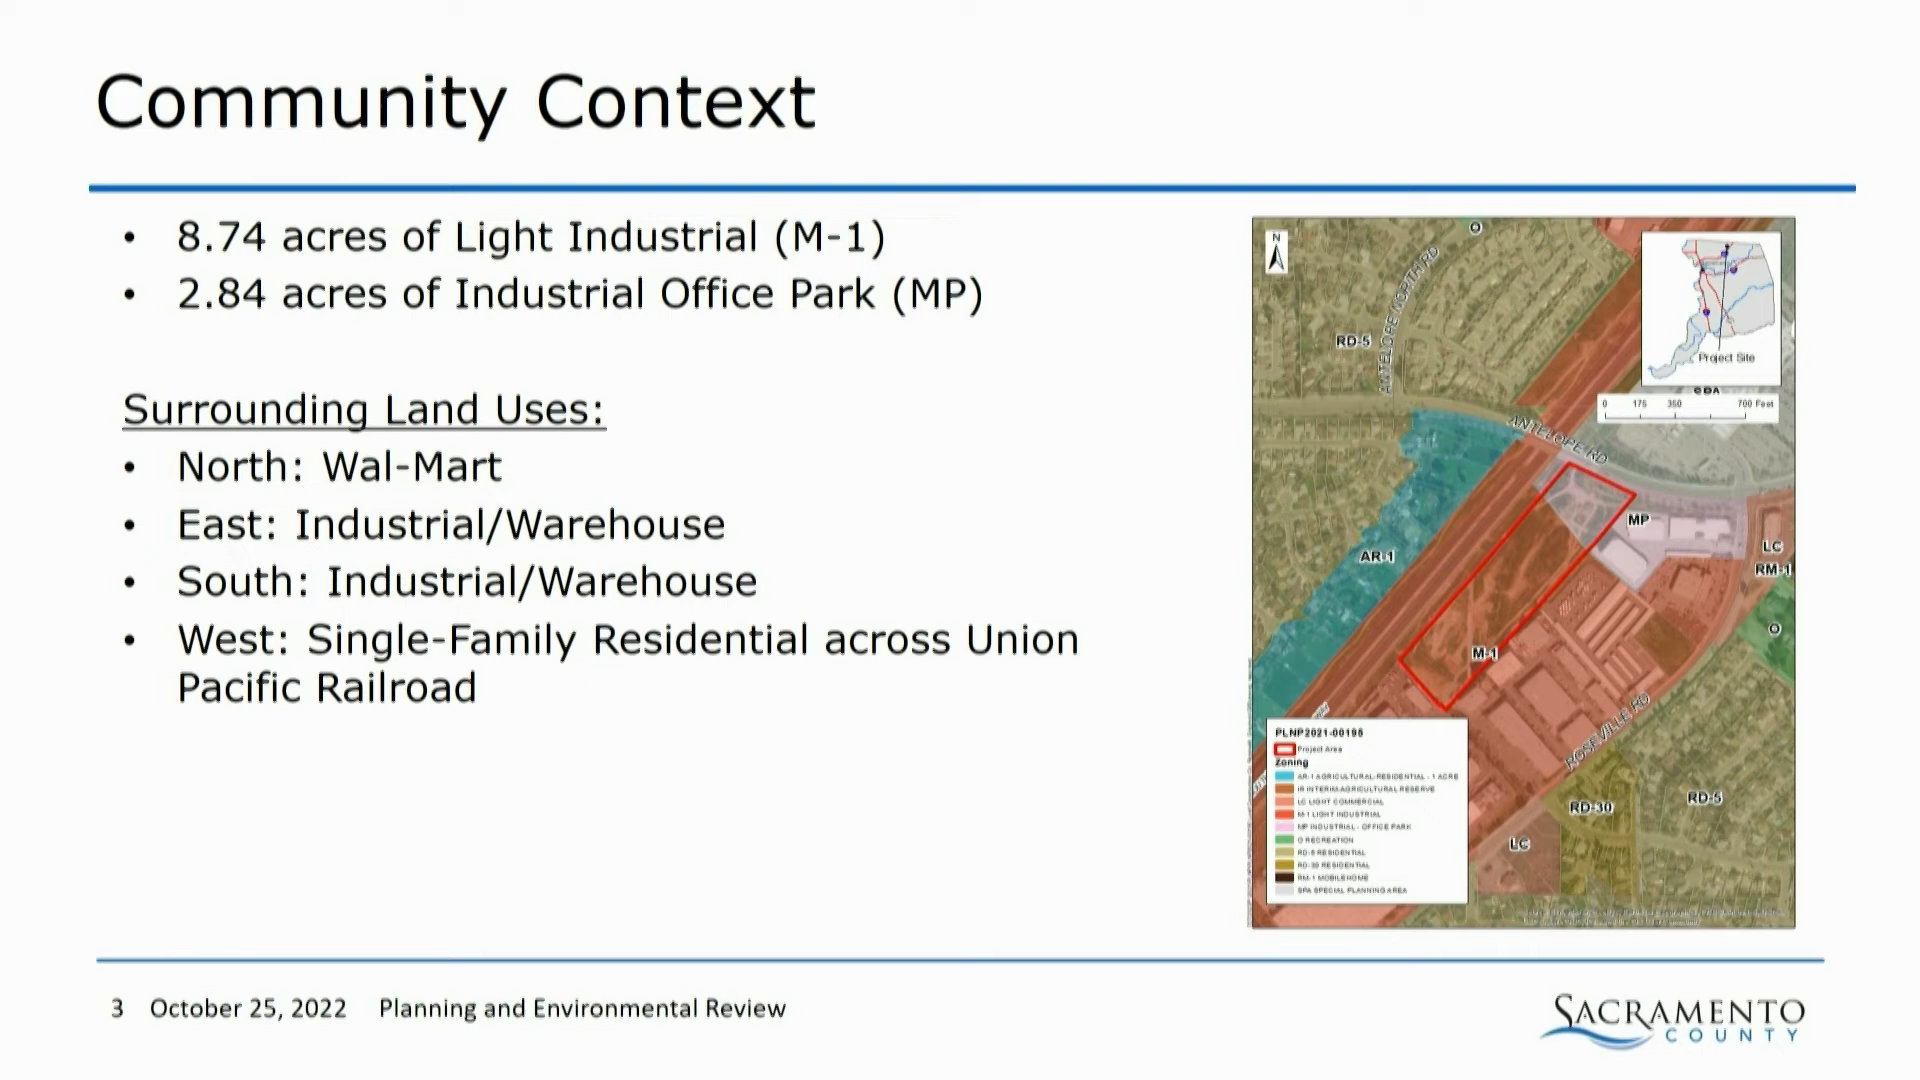 Community Context
• 8.74 acres of Light Industrial (M-1)
• 2.84 acres of Industrial Office Park (MP)
Surrounding Land Uses:
• North: Wal-Mart
• East: Industrial/Warehouse
• South: Industrial/Warehouse
• West: Single-Family Residential across Union
Pacific Railroad
N
O
ANTELOPE NORTH RD
RD-5
Project Site
0 175 350 700 Feet
ANTELOPE RD
MP
LC
AR-1
RM-1
O
M-1
ROSEVILLE RD
WAY
PLNP2021-00198
Project Area
Zoning
AR-1 AGRICULTURAL-RESIDENTIAL - 1 ACRE
IR INTERIM AGRICULTURAL RESERVE
LC LIGHT COMMERCIAL
M-1 LIGHT INDUSTRIAL
MP INDUSTRIAL - OFFICE PARK
O RECREATION
RD-5 RESIDENTIAL
RD-30 RESIDENTIAL
RM-1 MOBILEHOME
SPA SPECIAL PLANNING AREA
RD-30
RD-5
LC
3 October 25, 2022 Planning and Environmental Review
SACRAMENTO
COUNTY